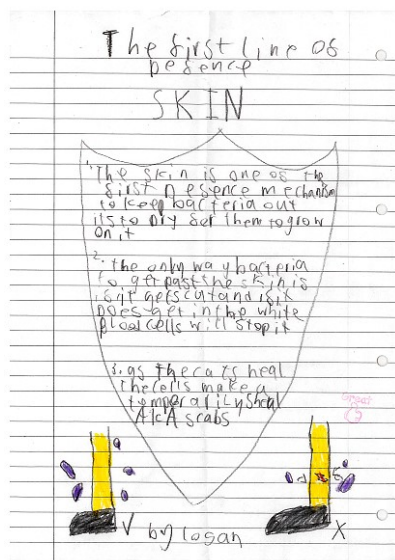 The first line of
Defence
SKIN
1. The skin is one of the
first Defence mechanism
to keep bacteria out
its to Dry for them to grow
on it
2. the only way bacteria
to get past the skin is
is it gets cut and if it
Does get in the white
blood cells will stop it
3. as the cats heal
the cells make a
temperarily Sheal
AKA scabs
Great
V by logan X